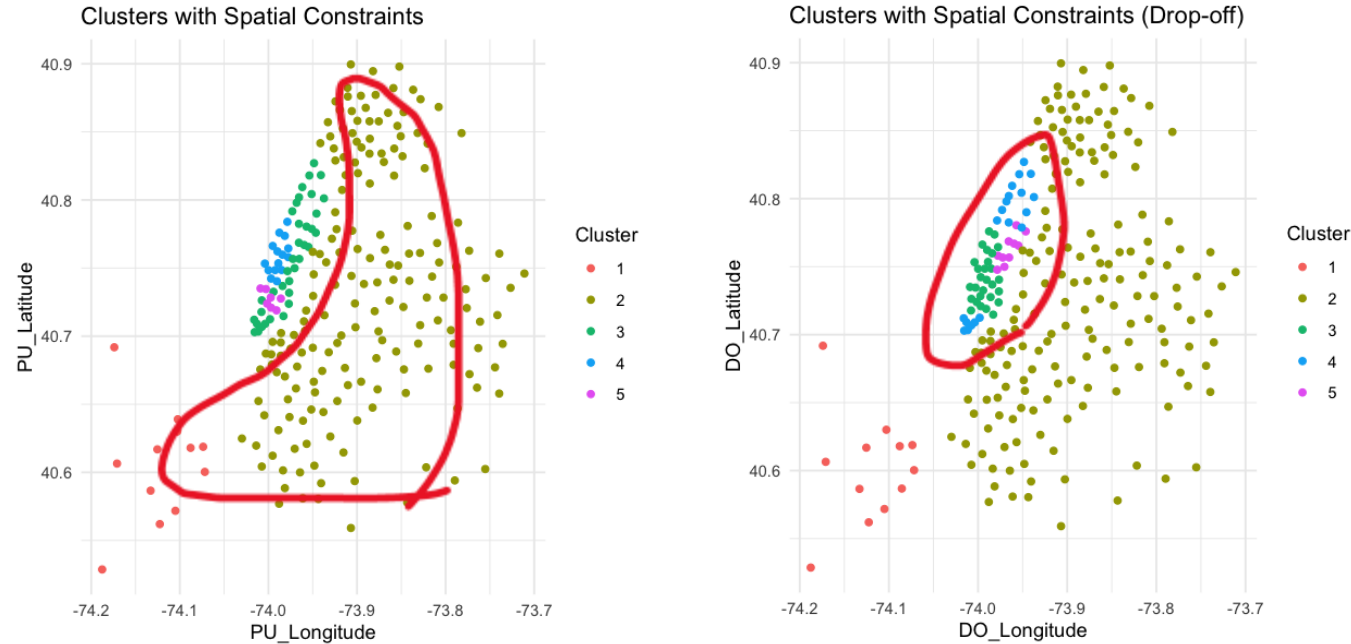 Clusters with Spatial Constraints
40.9
40.8
40.7
40.6
PU_Latitude
-74.2 -74.1 -74.0 -73.9 -73.8 -73.7
PU_Longitude
Cluster
1
2
3
4
5
Clusters with Spatial Constraints (Drop-off)
40.9
40.8
40.7
40.6
DO_Latitude
-74.2 -74.1 -74.0 -73.9 -73.8 -73.7
DO_Longitude
Cluster
1
2
3
4
5